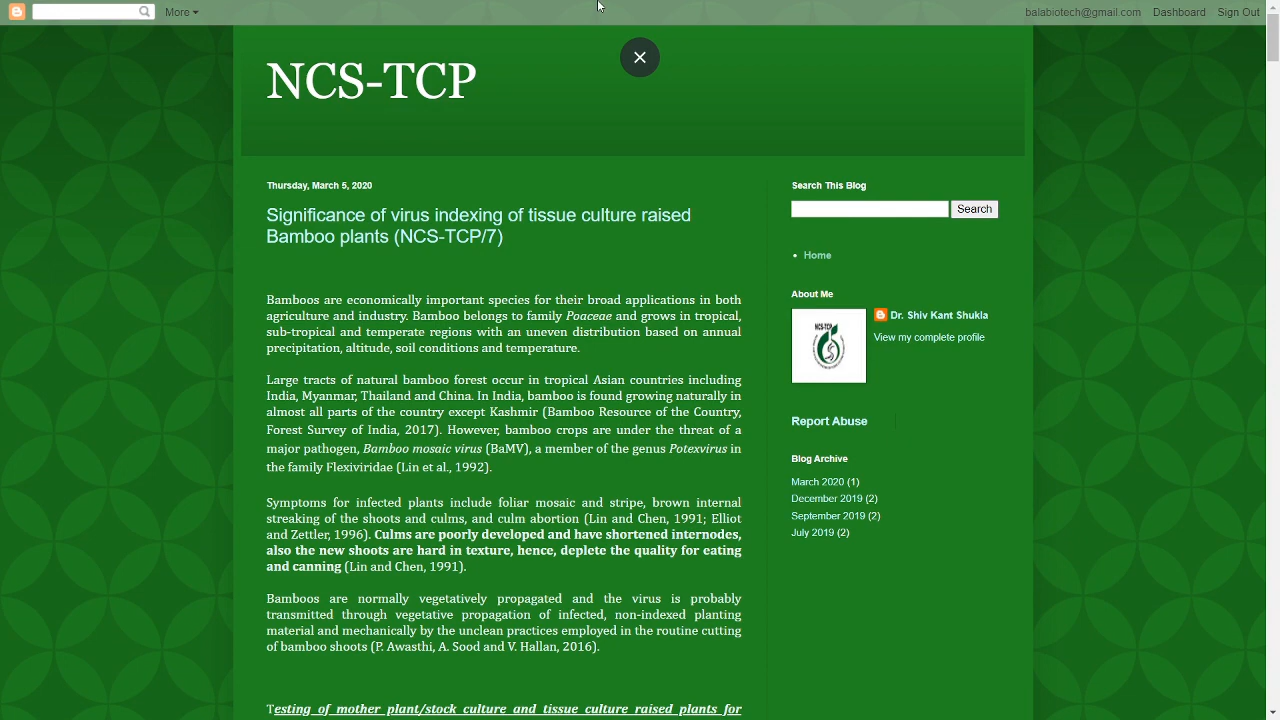 More
balabiotech@gmail.com Dashboard Sign Out
NCS-TCP
Thursday, March 5, 2020
Significance of virus indexing of tissue culture raised
Bamboo plants (NCS-TCP/7)
Bamboos are economically important species for their broad applications in both
agriculture and industry. Bamboo belongs to family Poaceae and grows in tropical,
sub-tropical and temperate regions with an uneven distribution based on annual
precipitation, altitude, soil conditions and temperature.
Large tracts of natural bamboo forest occur in tropical Asian countries including
India, Myanmar, Thailand and China. In India, bamboo is found growing naturally in
almost all parts of the country except Kashmir (Bamboo Resource of the Country,
Forest Survey of India, 2017). However, bamboo crops are under the threat of a
major pathogen, Bamboo mosaic virus (BaMV), a member of the genus Potexvirus in
the family Flexiviridae (Lin et al., 1992).
Symptoms for infected plants include foliar mosaic and stripe, brown internal
streaking of the shoots and culms, and culm abortion (Lin and Chen, 1991; Elliot
and Zettler, 1996). Culms are poorly developed and have shortened internodes,
also the new shoots are hard in texture, hence, deplete the quality for eating
and canning (Lin and Chen, 1991).
Bamboos are normally vegetatively propagated and the virus is probably
transmitted through vegetative propagation of infected, non-indexed planting
material and mechanically by the unclean practices employed in the routine cutting
of bamboo shoots (P. Awasthi, A. Sood and V. Hallan, 2016).
Testing of mother plant/stock culture and tissue culture raised plants for
Search This Blog
Search
Home
About Me
NCS-TCP
Dr. Shiv Kant Shukla
View my complete profile
Report Abuse
Blog Archive
March 2020 (1)
December 2019 (2)
September 2019 (2)
July 2019 (2)